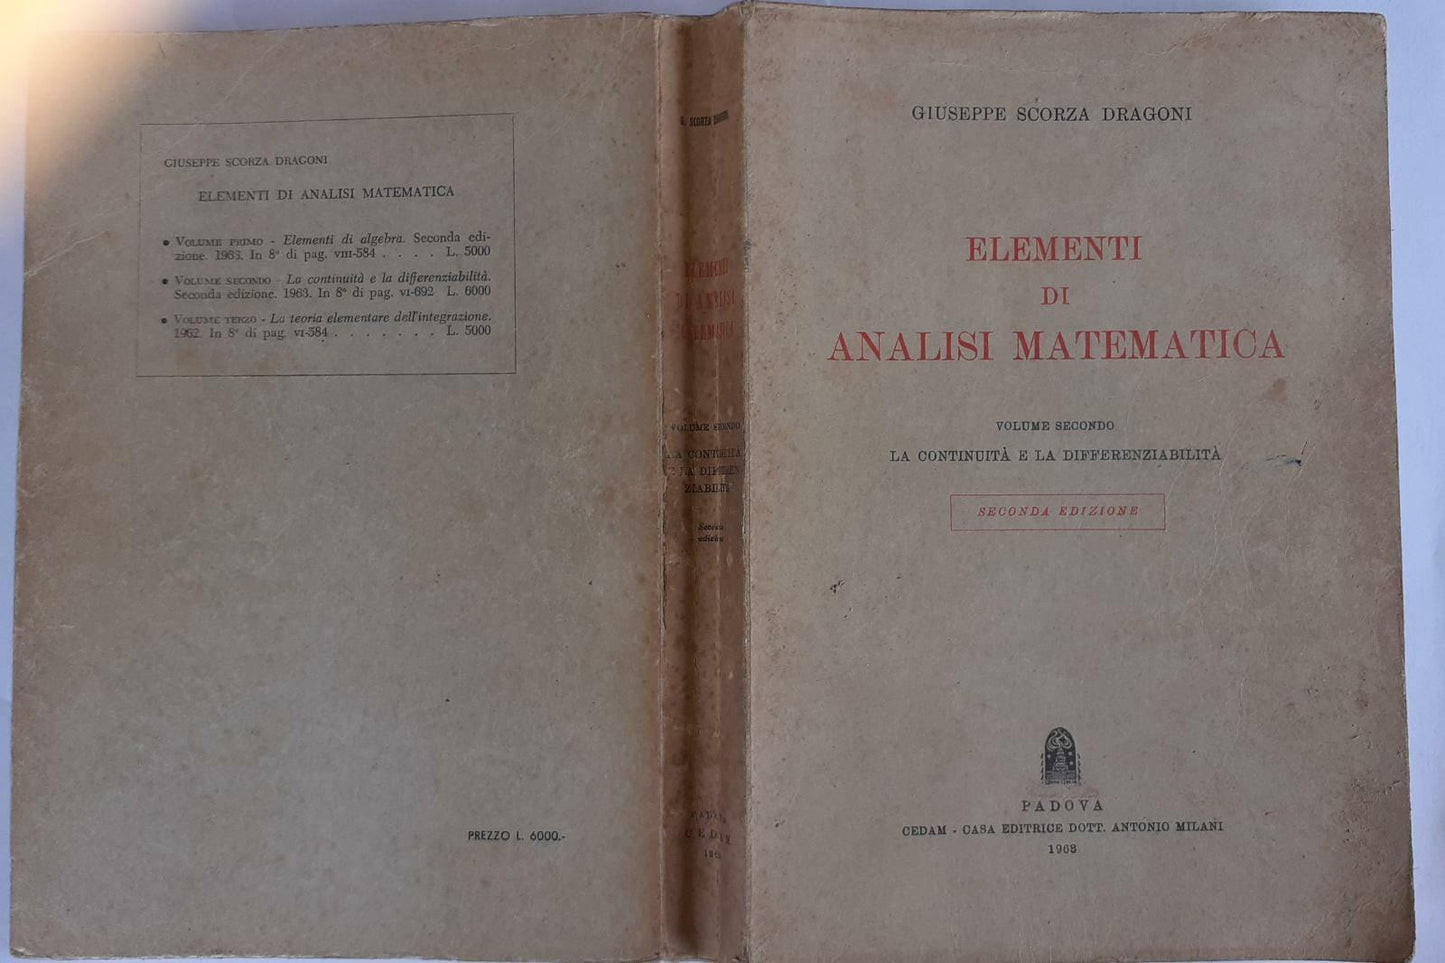 GIUSEPPE SCORZA DRAGONI
ELEMENTI DI ANALISI MATEMATICA
• VOLUME PRIMO - Elementi di algebra. Seconda edi-
zione. 1963. In 8° di pag. VIII-584 . . . . L. 5000
• VOLUME SECONDO - La continuità e la differenziabilità.
Seconda edizione. 1963. In 8° di pag. VI-692 L. 6000
• VOLUME TERZO - La teoria elementare dell'integrazione.
1962. In 8° di pag. VI-584 . . . . . . . L. 5000
PREZZO L. 6000.-
G. SCORZA DRAGONI
ELEMENTI
DI ANALISI
MATEMATICA
VOLUME SECONDO
LA CONTINUITÀ
E LA DIFFEREN
ZIABILITÀ
PADOVA
CEDAM
GIUSEPPE SCORZA DRAGONI
ELEMENTI
DI
ANALISI MATEMATICA
VOLUME SECONDO
LA CONTINUITÀ E LA DIFFERENZIABILITÀ
SECONDA EDIZIONE
PADOVA
CEDAM - CASA EDITRICE DOTT. ANTONIO MILANI
1963